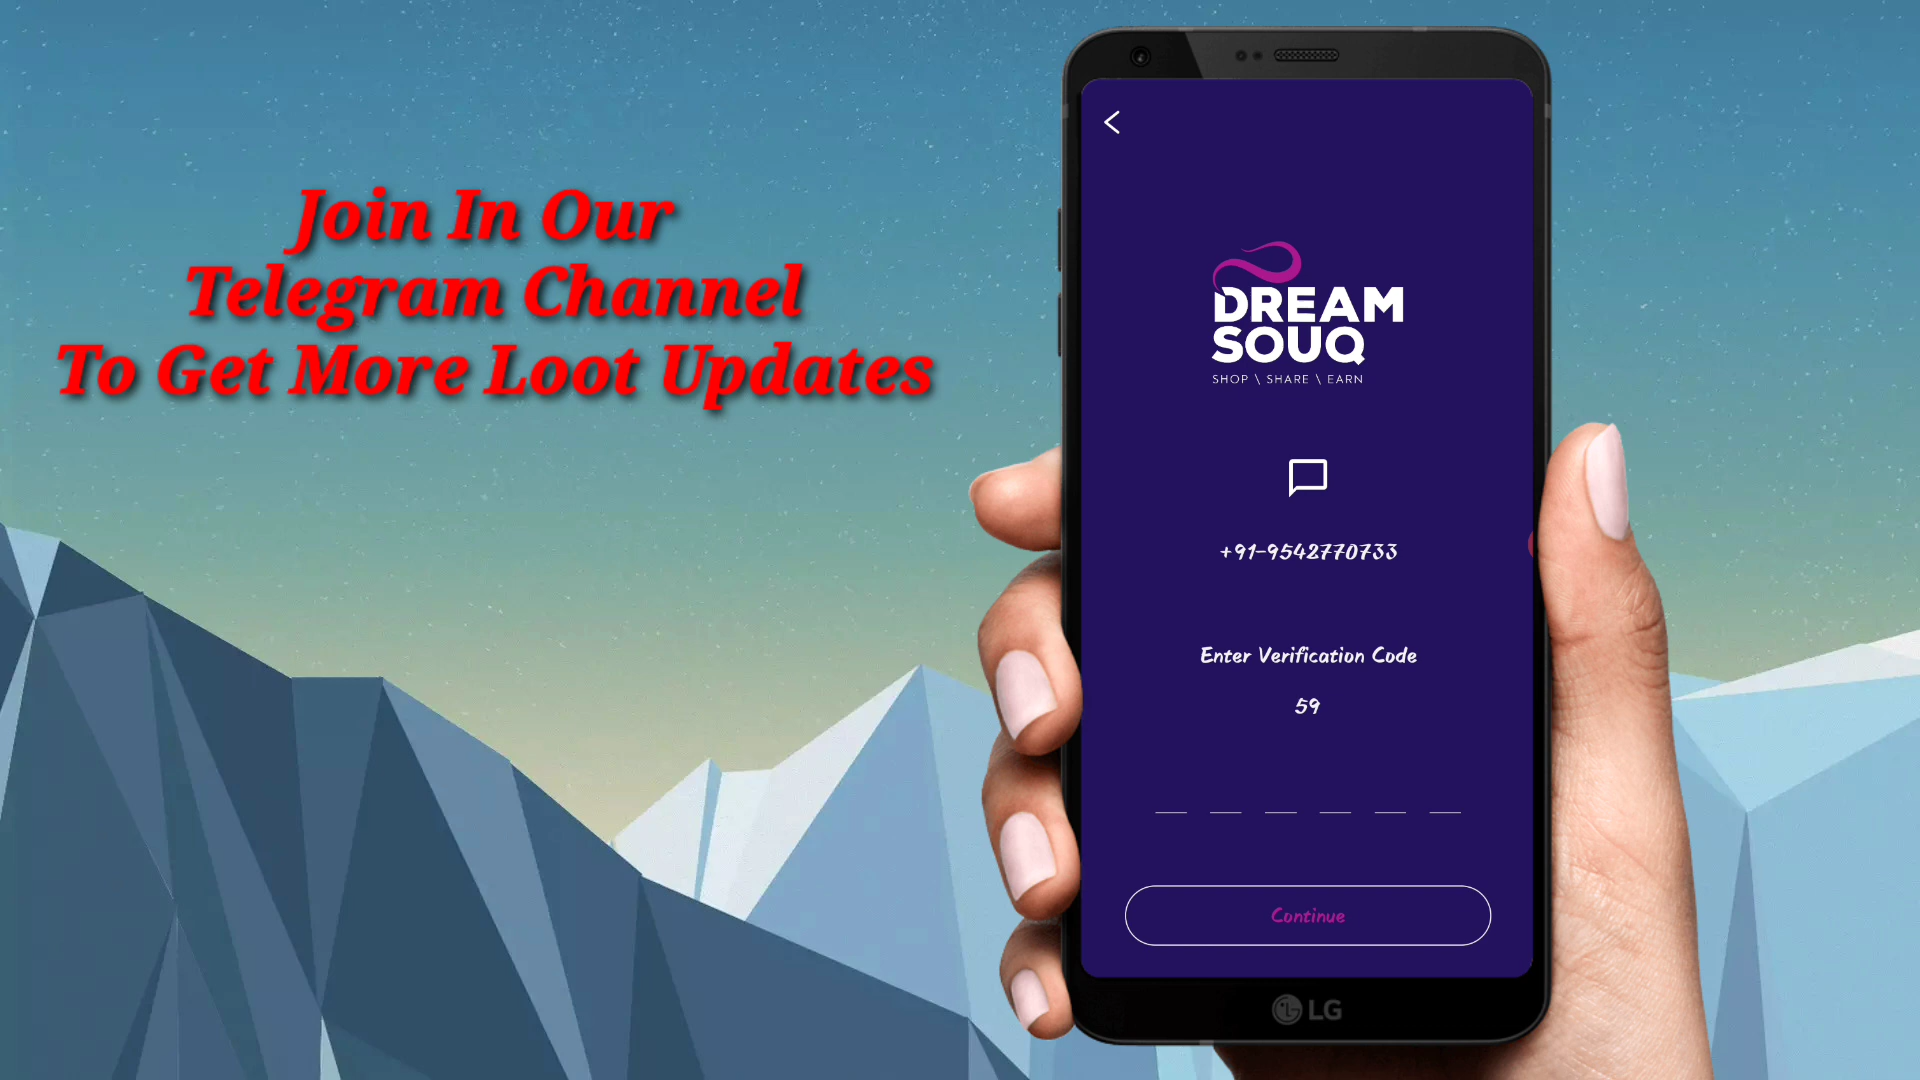 Join In Our
Telegram Channel
To Get More Loot Updates
DREAM
SOUQ
SHOP \ SHARE \ EARN
+91-9542770733
Enter Verification Code
59
Continue
LG